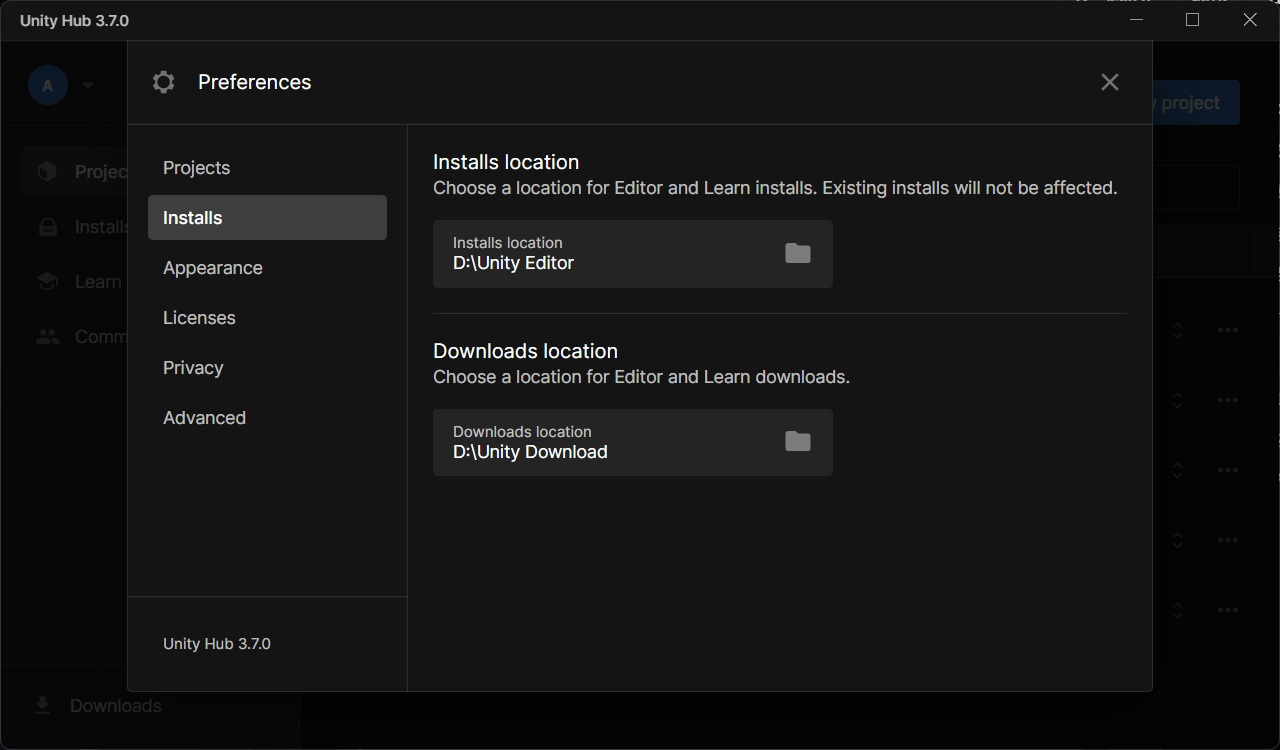 Unity Hub 3.7.0
A
Preferences
project
Projects
Installs
Appearance
Licenses
Privacy
Advanced
Unity Hub 3.7.0
Installs location
Choose a location for Editor and Learn installs. Existing installs will not be affected.
Installs location
D:\Unity Editor
Downloads location
Choose a location for Editor and Learn downloads.
Downloads location
D:\Unity Download
Projec
Installs
Learn
Comm
Downloads